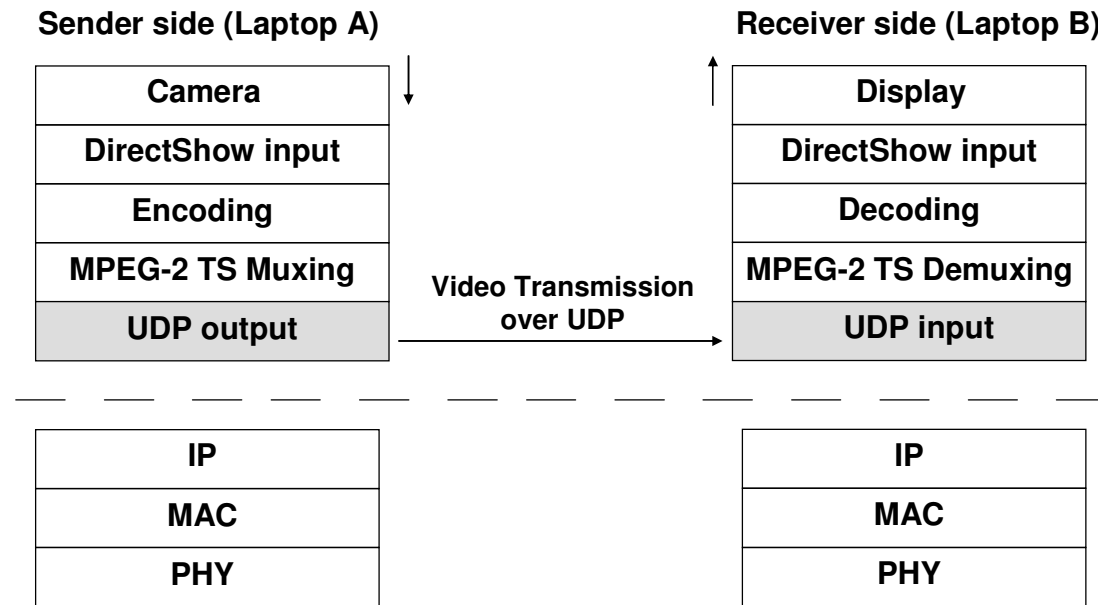 Sender side (Laptop A)
Receiver side (Laptop B)
Camera
DirectShow input
Encoding
MPEG-2 TS Muxing
UDP output
Video Transmission
over UDP
Display
DirectShow input
Decoding
MPEG-2 TS Demuxing
UDP input
IP
MAC
PHY
IP
MAC
PHY